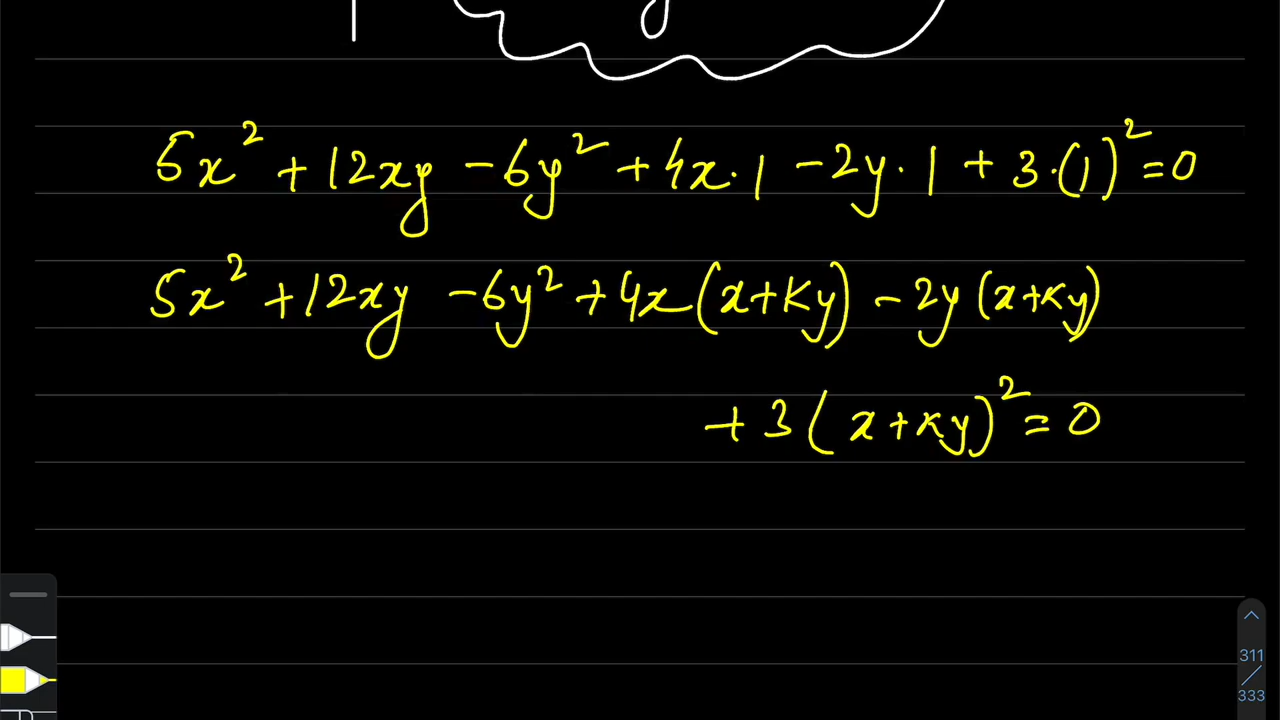 y
5x² + 12xy - 6y² + 4x·1 - 2y·1 + 3·(1)² = 0
5x² + 12xy - 6y² + 4x(x+Ky) - 2y(x+Ky)
+ 3(x+Ky)² = 0
311
333